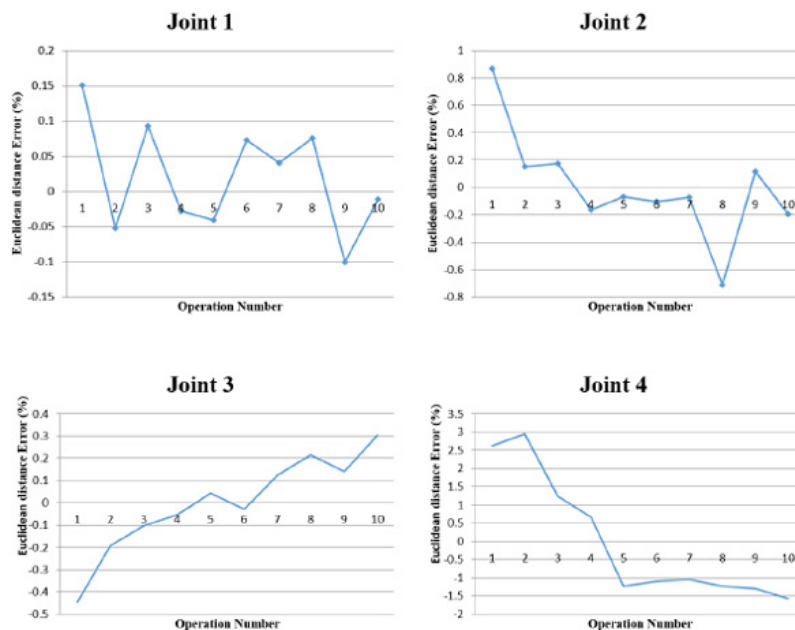 Joint 1
Euclidean distance Error (%)
0.2
0.15
0.1
0.05
0
-0.05
-0.1
-0.15
1 2 3 4 5 6 7 8 9 10
Operation Number
Joint 2
Euclidean distance Error (%)
1
0.8
0.6
0.4
0.2
0
-0.2
-0.4
-0.6
-0.8
1 2 3 4 5 6 7 8 9 10
Operation Number
Joint 3
Euclidean distance Error (%)
0.4
0.3
0.2
0.1
0
-0.1
-0.2
-0.3
-0.4
-0.5
1 2 3 4 5 6 7 8 9 10
Operation Number
Joint 4
Euclidean distance Error (%)
3.5
3
2.5
2
1.5
1
0.5
0
-0.5
-1
-1.5
-2
1 2 3 4 5 6 7 8 9 10
Operation Number